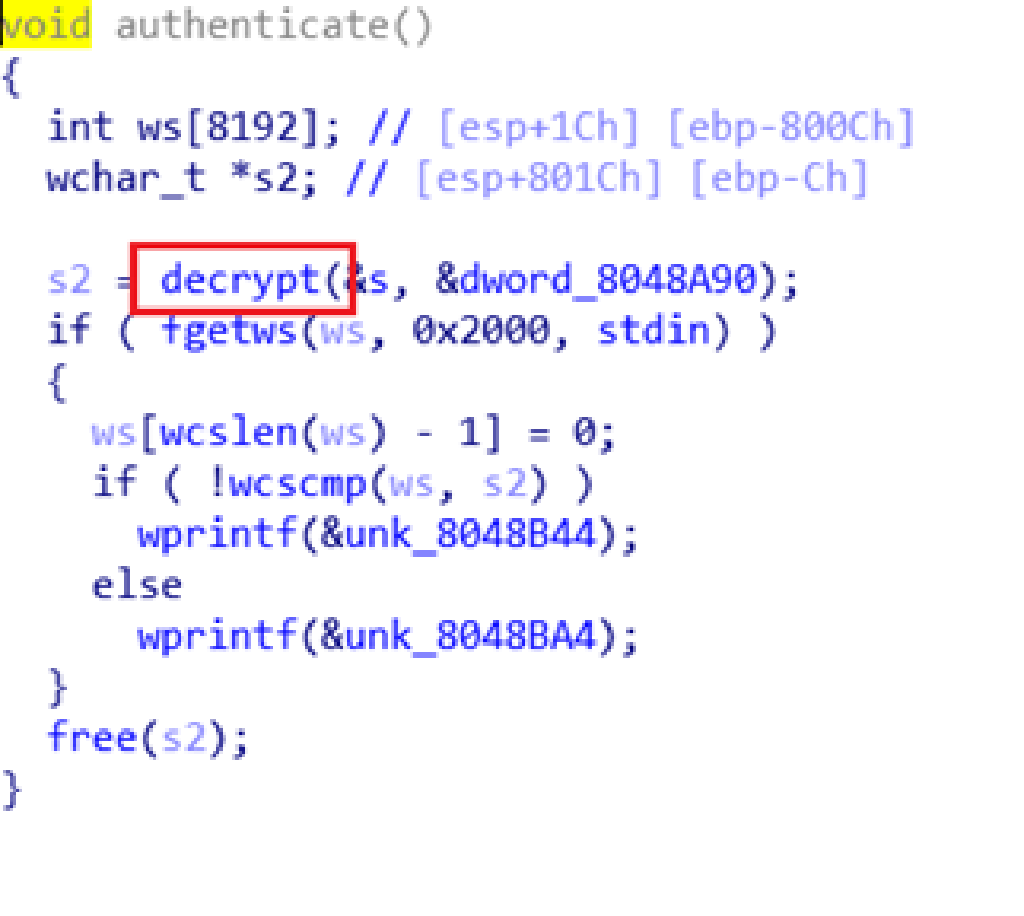 void authenticate()
{
int ws[8192]; // [esp+1Ch] [ebp-800Ch]
wchar_t *s2; // [esp+801Ch] [ebp-Ch]
s2 = decrypt(&s, &dword_8048A90);
if ( fgetws(ws, 0x2000, stdin) )
{
ws[wcslen(ws) - 1] = 0;
if ( !wcscmp(ws, s2) )
wprintf(&unk_8048B44);
else
wprintf(&unk_8048BA4);
}
free(s2);
}